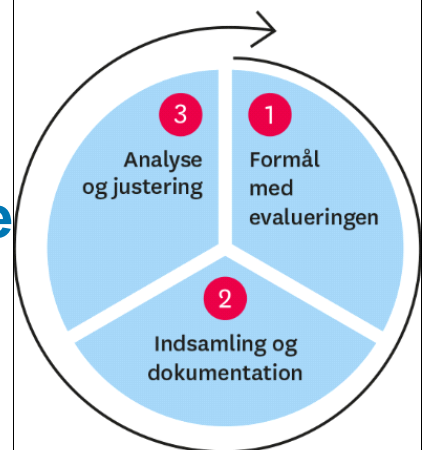 1
Formål
med
evalueringen
2
Indsamling og
dokumentation
3
Analyse
og justering
e